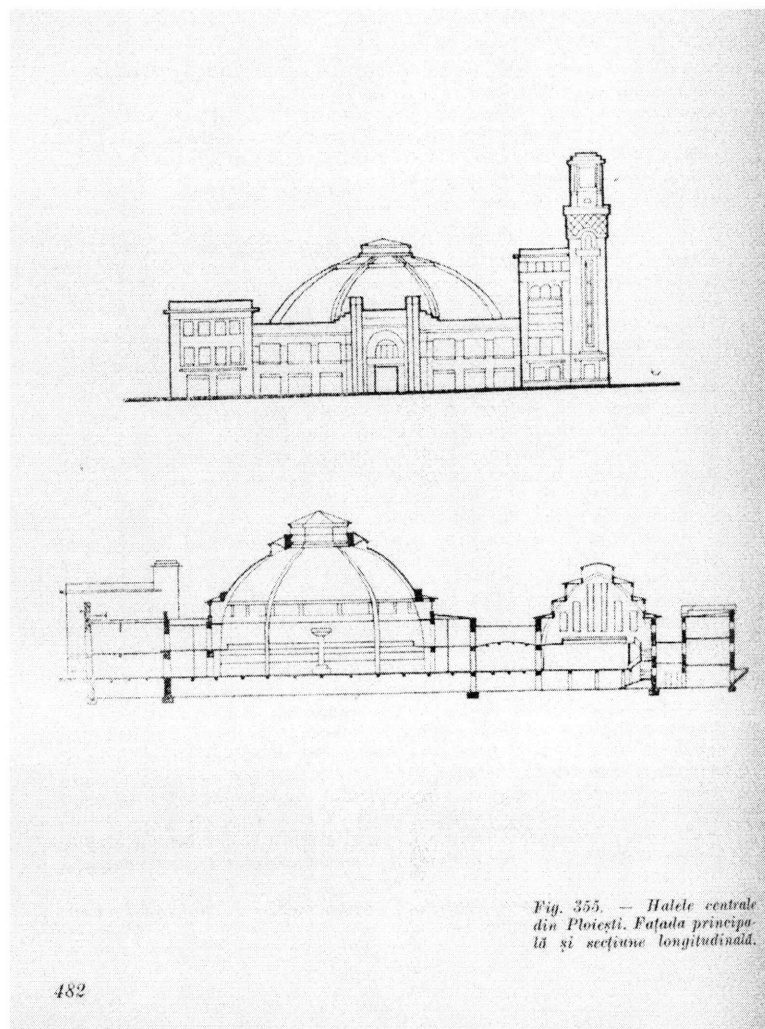 Fig. 355. — Halele centrale
din Ploiești. Fațada principa-
lă și secțiune longitudinală.
482